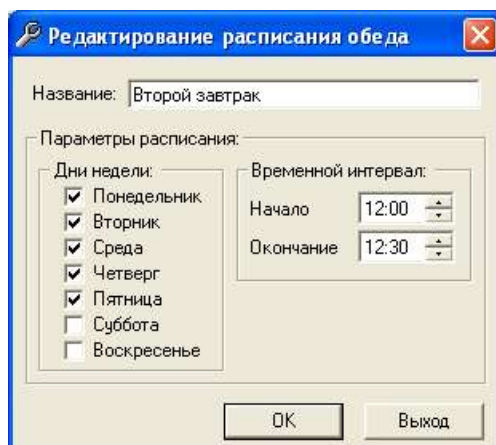 Редактирование расписания обеда
Название: Второй завтрак
Параметры расписания:
Дни недели:
Понедельник
Вторник
Среда
Четверг
Пятница
Суббота
Воскресенье
Временной интервал:
Начало 12:00
Окончание 12:30
OK Выход